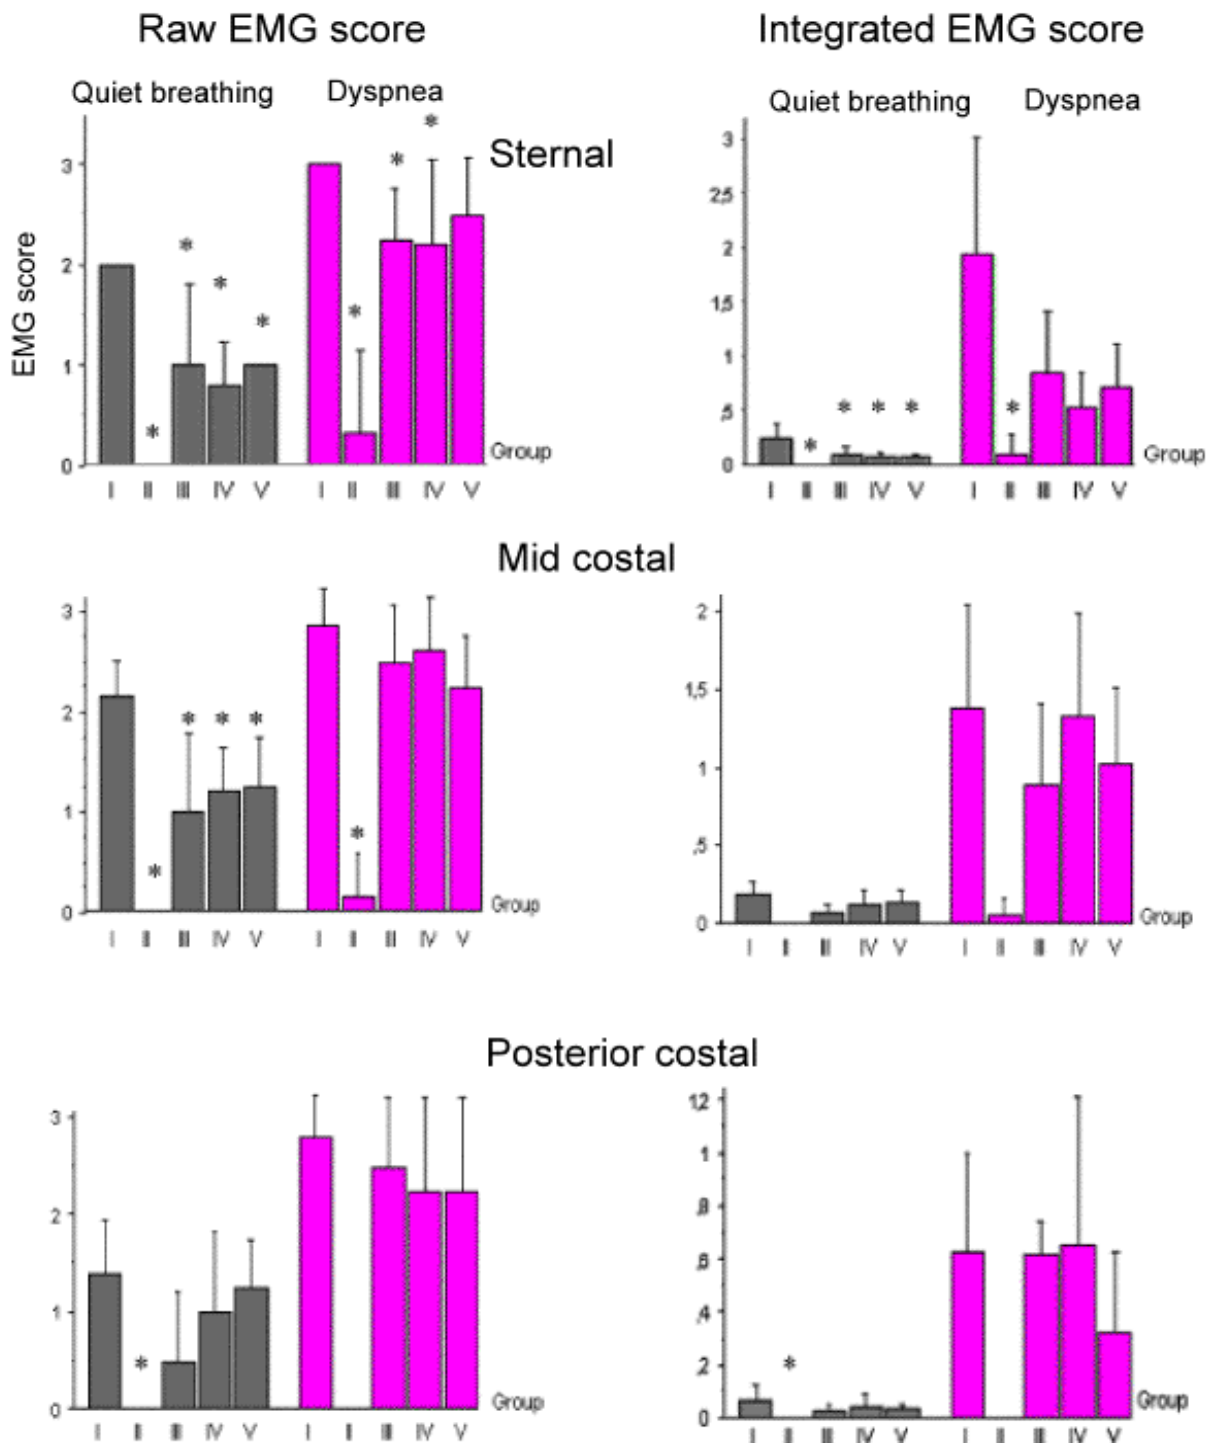 Raw EMG score
Integrated EMG score
Quiet breathing
Dyspnea
Quiet breathing
Dyspnea
Sternal
EMG score
3
2
1
0
* * * *
* * * *
I II III IV V
I II III IV V
Group
3
2,5
2
1,5
1
,5
0
* * * *
*
I II III IV V
I II III IV V
Group
Mid costal
3
2
1
0
* * * *
*
I II III IV V
I II III IV V
Group
2
1,5
1
,5
0
I II III IV V
I II III IV V
Group
Posterior costal
3
2
1
0
*
I II III IV V
I II III IV V
Group
1,2
1
,8
,6
,4
,2
0
*
I II III IV V
I II III IV V
Group